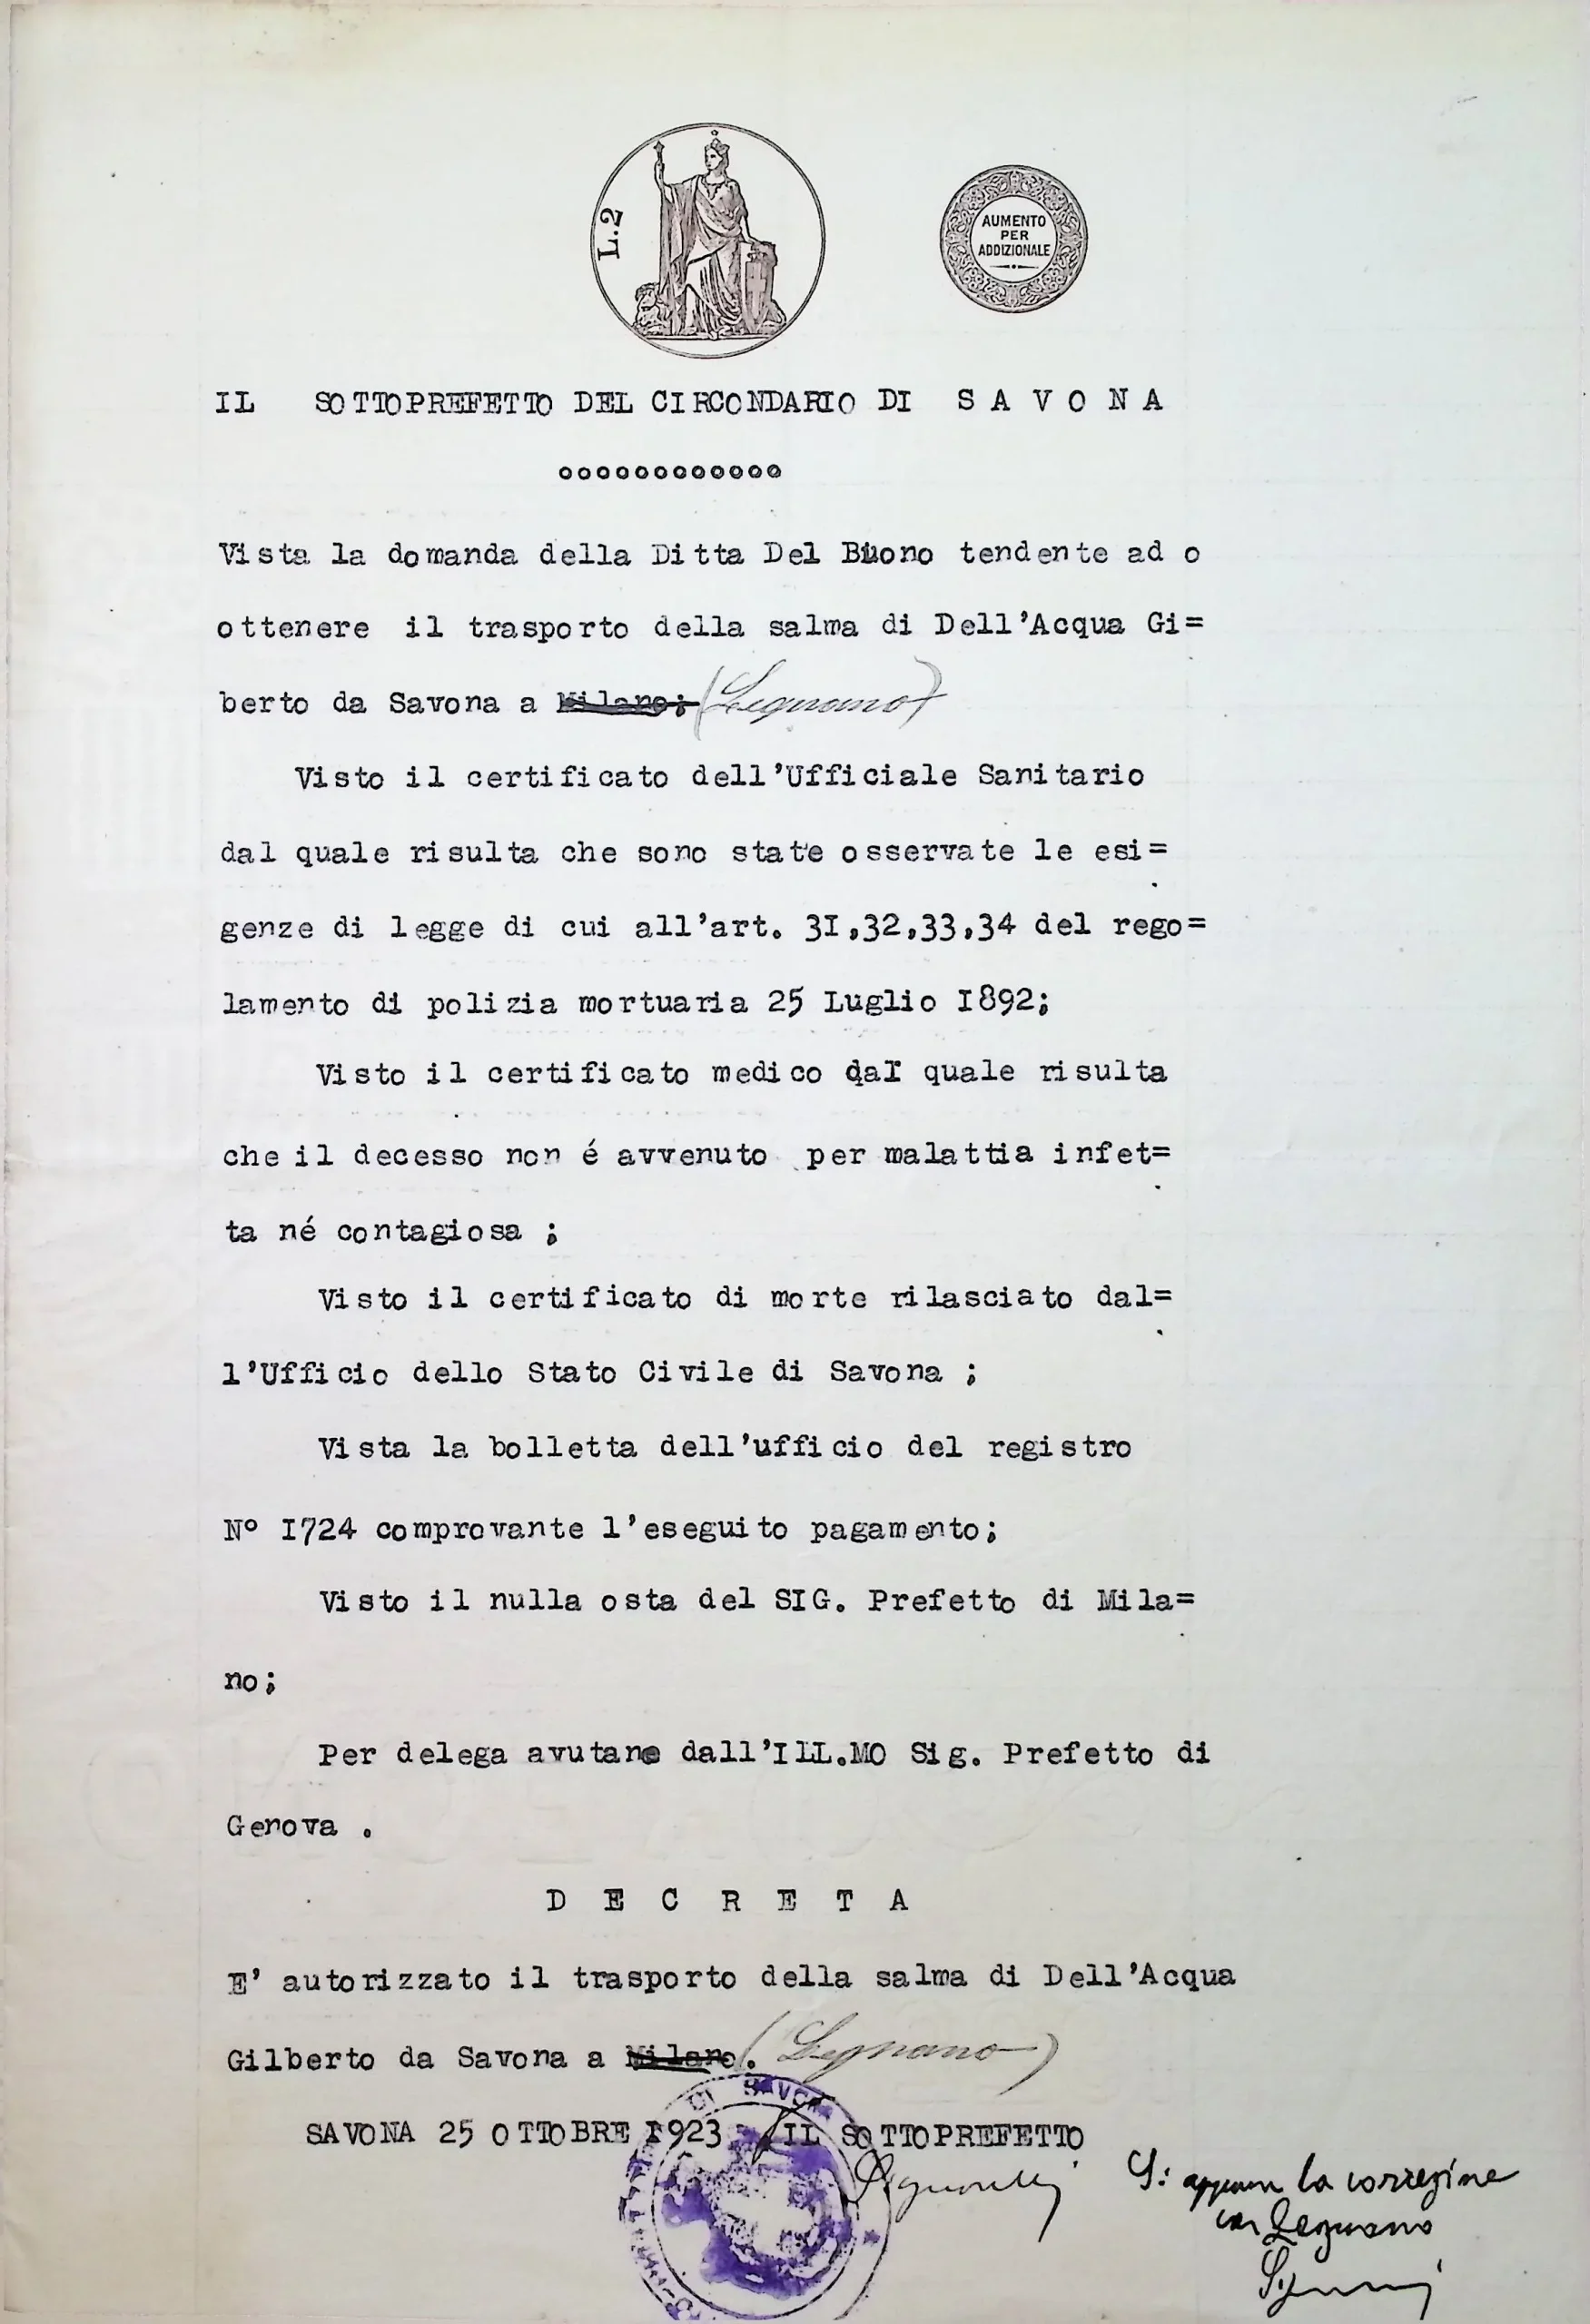 L.2
AUMENTO
PER
ADDIZIONALE
IL SOTTOPREFETTO DEL CIRCONDARIO DI S A V O N A
oooooooooooo
Vista la domanda della Ditta Del Buono tendente ad o
ottenere il trasporto della salma di Dell'Acqua Gi=
berto da Savona a Milano; (Legnano)
Visto il certificato dell'Ufficiale Sanitario
dal quale risulta che sono state osservate le esi=
genze di legge di cui all'art. 3I,32,33,34 del rego=
lamento di polizia mortuaria 25 Luglio I892;
Visto il certificato medico dal quale risulta
che il decesso non é avvenuto per malattia infet=
ta né contagiosa ;
Visto il certificato di morte rilasciato dal=
l'Ufficio dello Stato Civile di Savona ;
Vista la bolletta dell'ufficio del registro
N° I724 comprovante l'eseguito pagamento;
Visto il nulla osta del SIG. Prefetto di Mila=
no;
Per delega avutane dall'ILL.MO Sig. Prefetto di
Genova .
D E C R E T A
E' autorizzato il trasporto della salma di Dell'Acqua
Gilberto da Savona a Milano. (Legnano)
SAVONA 25 OTTOBRE I923 IL SOTTOPREFETTO
DI SAVONA
la correzione
Legnano